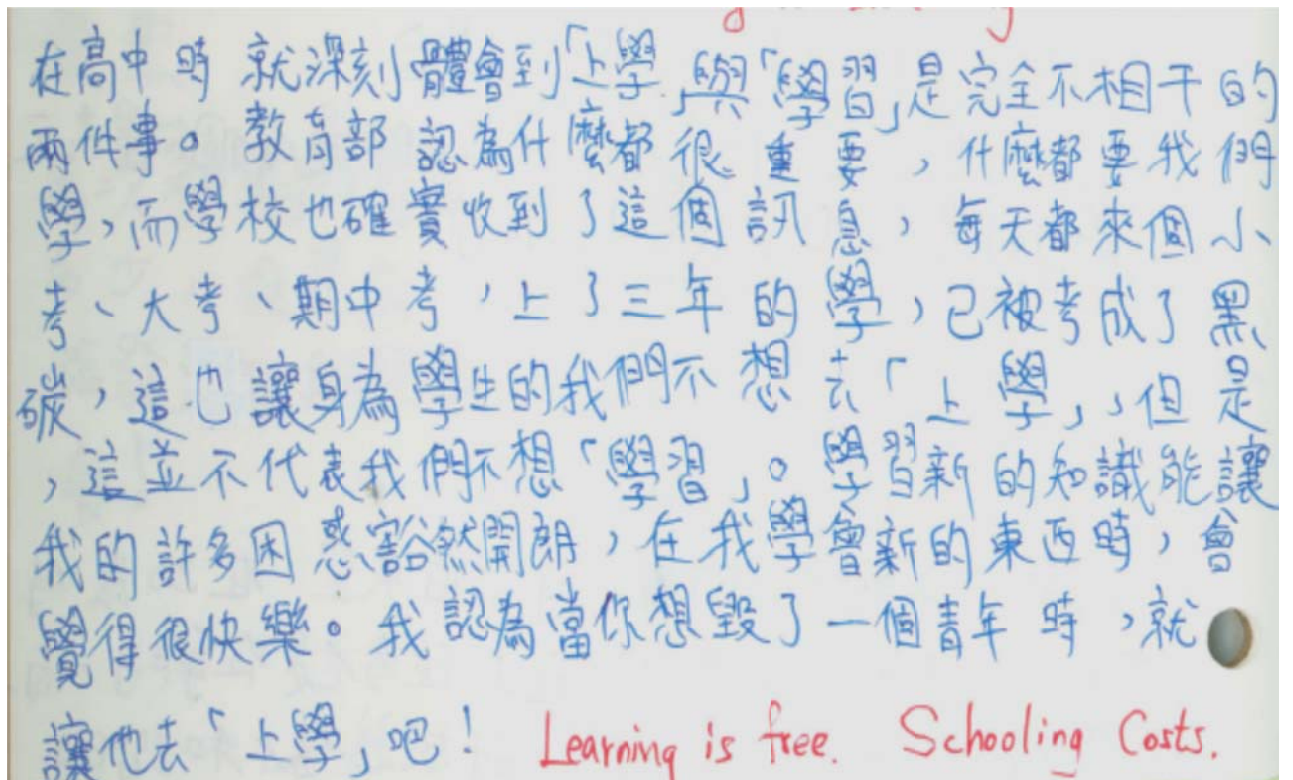 在高中時就深刻體會到「上學」與「學習」是完全不相干的
兩件事。教育部認為什麼都很重要，什麼都要我們
學，而學校也確實收到了這個訊息，每天都來個小
考、大考、期中考，上了三年的學，已被考成了黑
碳，這也讓身為學生的我們不想去「上學」，但是
，這並不代表我們不想「學習」。學習新的知識能讓
我的許多困惑豁然開朗，在我學會新的東西時，會
覺得很快樂。我認為當你想毀了一個青年時，就
讓他去「上學」吧！ Learning is free. Schooling Costs.